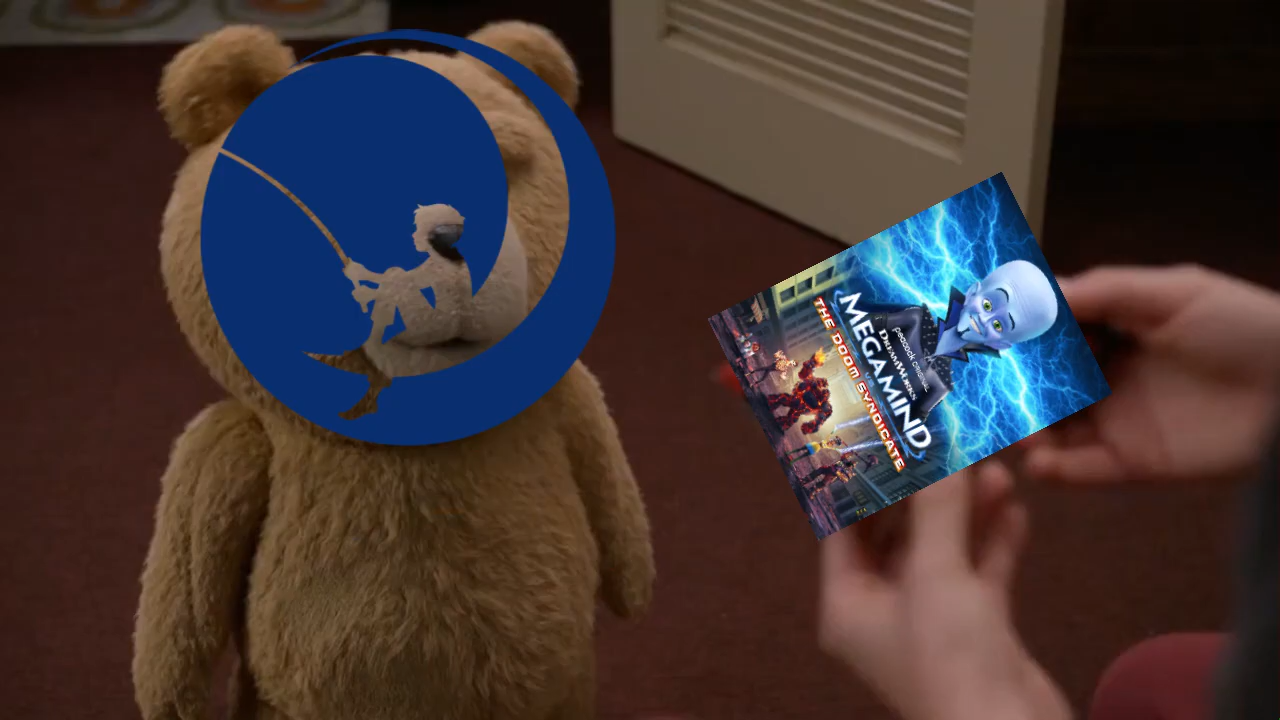 peacock ORIGINAL
DREAMWORKS
MEGAMIND
THE DOOM SYNDICATE